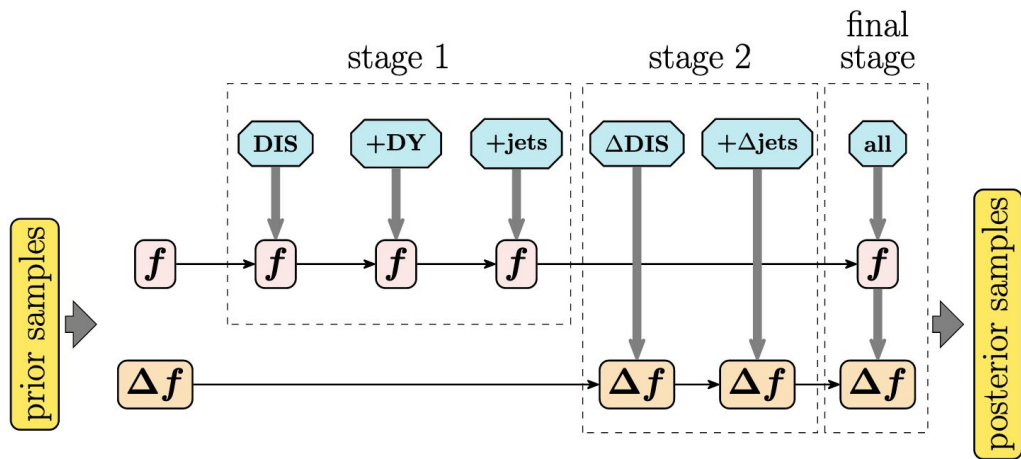 final
stage 1
stage 2
stage
DIS
+DY
+jets
ΔDIS
+Δjets
all
prior samples
f
f
f
f
f
posterior samples
Δf
Δf
Δf
Δf